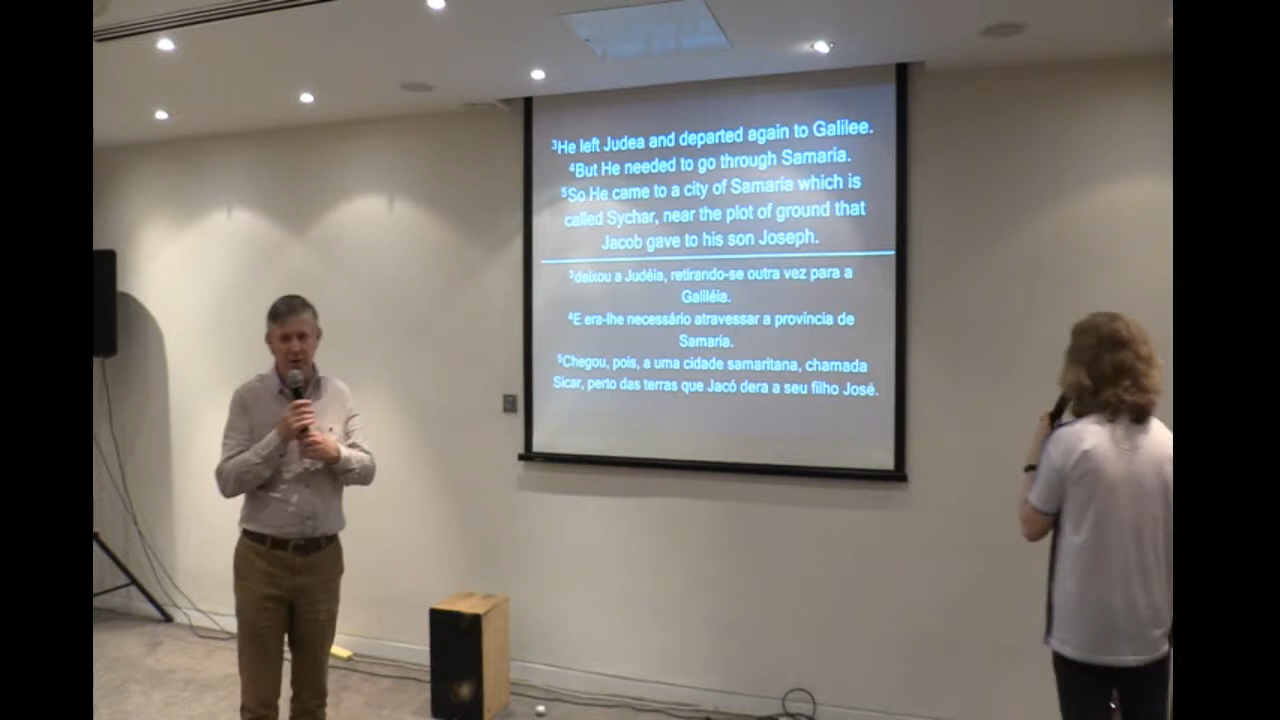 ³He left Judea and departed again to Galilee.
⁴But He needed to go through Samaria.
⁵So He came to a city of Samaria which is
called Sychar, near the plot of ground that
Jacob gave to his son Joseph.
³deixou a Judéia, retirando-se outra vez para a
Galiléia.
⁴E era-lhe necessário atravessar a província de
Samaria.
⁵Chegou, pois, a uma cidade samaritana, chamada
Sicar, perto das terras que Jacó dera a seu filho José.